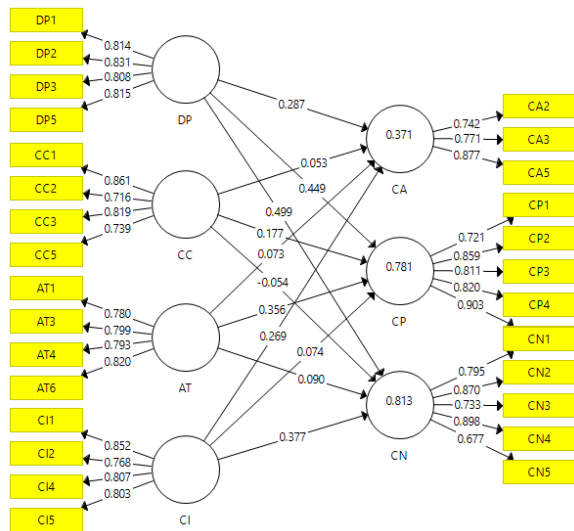 DP1
DP2
DP3
DP5
0.814
0.831
0.808
0.815
DP
CC1
CC2
CC3
CC5
0.861
0.716
0.819
0.739
CC
AT1
AT3
AT4
AT6
0.780
0.799
0.793
0.820
AT
CI1
CI2
CI4
CI5
0.852
0.768
0.807
0.803
CI
0.287
0.053
0.449
0.499
0.177
0.073
-0.054
0.356
0.269
0.074
0.090
0.377
0.371
CA
0.781
CP
0.813
CN
0.742
0.771
0.877
CA2
CA3
CA5
0.721
0.859
0.811
0.820
0.903
CP1
CP2
CP3
CP4
0.795
0.870
0.733
0.898
0.677
CN1
CN2
CN3
CN4
CN5